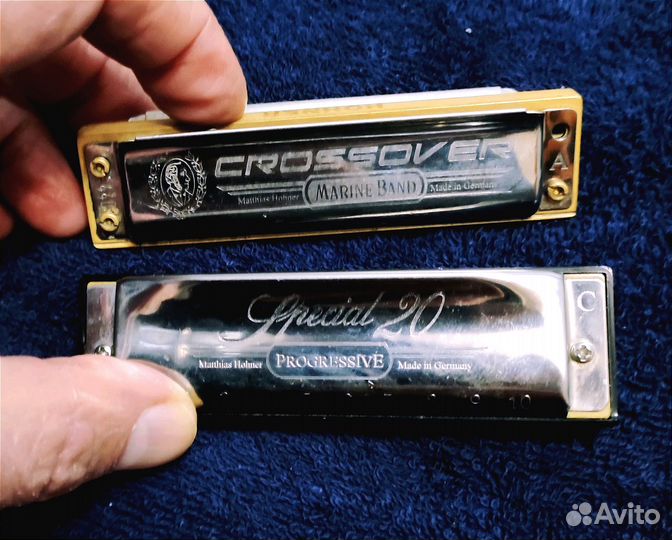 CROSSOVER
Matthias Hohner MARINE BAND Made in Germany
A
Special 20
C
Matthias Hohner PROGRESSIVE Made in Germany
9 10
Avito